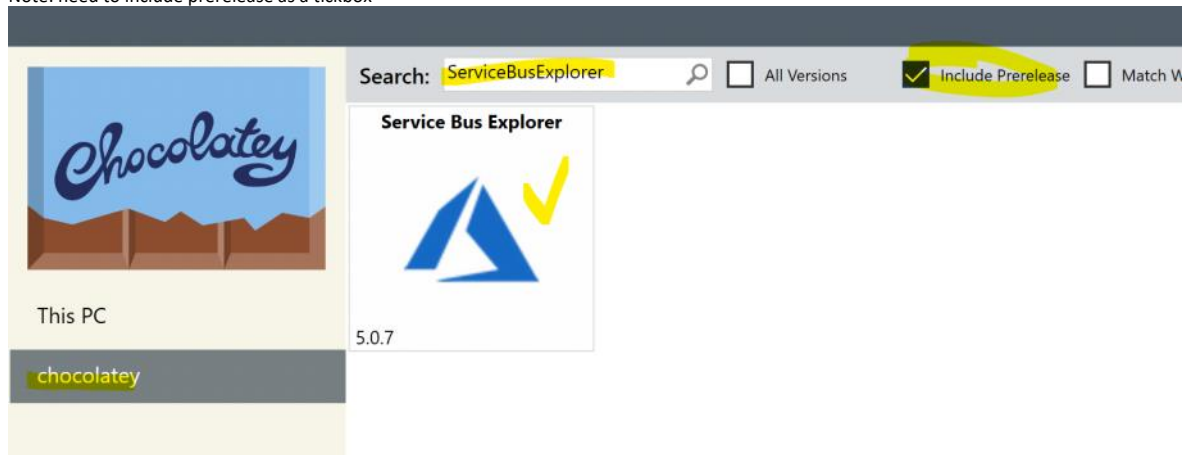 Note: need to include prerelease as a tickbox
Search: ServiceBusExplorer All Versions Include Prerelease Match W
Chocolatey
Service Bus Explorer
This PC
5.0.7
chocolatey